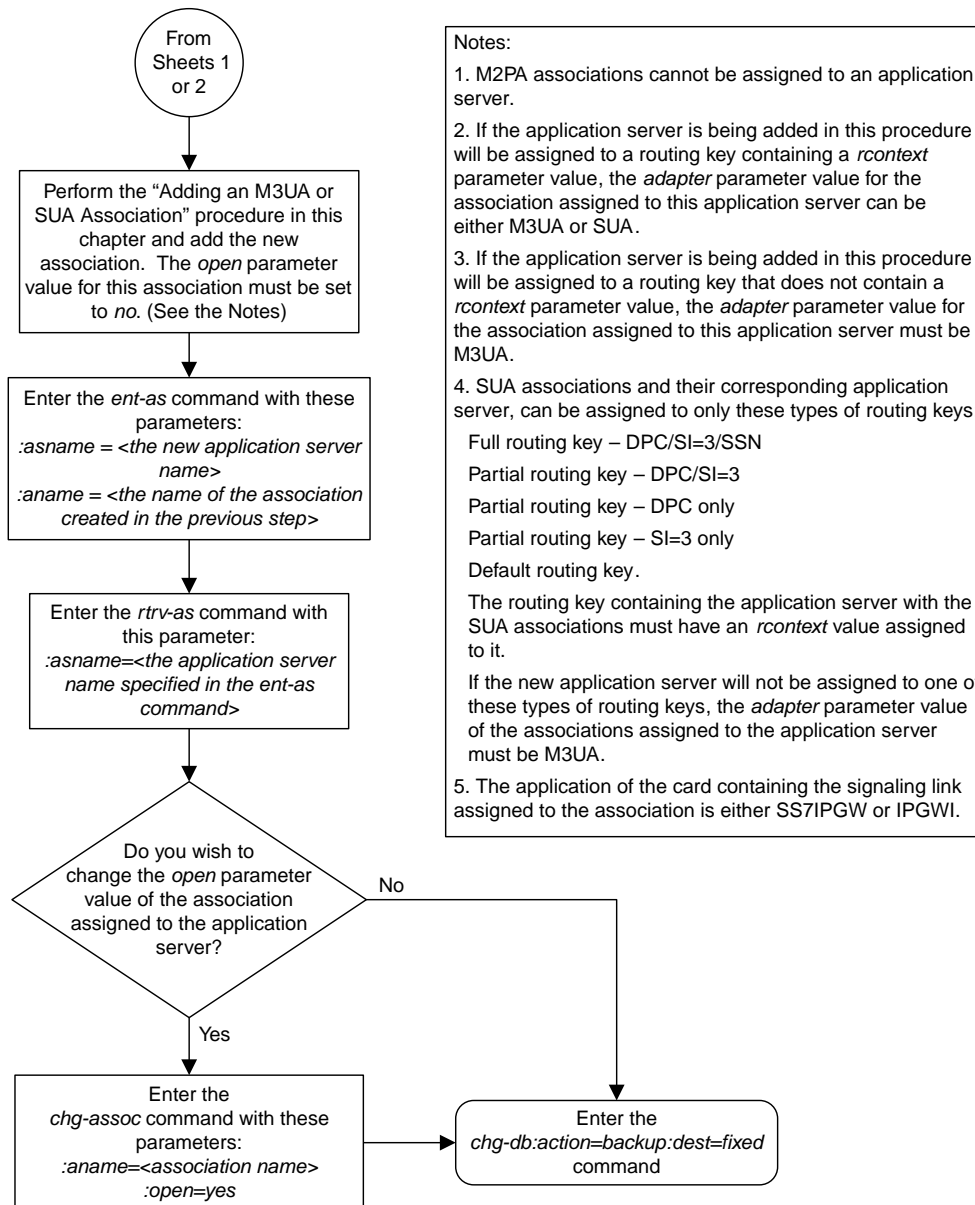 From
Sheets 1
or 2
Perform the “Adding an M3UA or
SUA Association” procedure in this
chapter and add the new
association. The open parameter
value for this association must be set
to no. (See the Notes)
Enter the ent-as command with these
parameters:
:asname = <the new application server
name>
:aname = <the name of the association
created in the previous step>
Enter the rtrv-as command with
this parameter:
:asname=<the application server
name specified in the ent-as
command>
Do you wish to
change the open parameter
value of the association
assigned to the application
server?
No
Yes
Enter the
chg-assoc command with these
parameters:
:aname=<association name>
:open=yes
Enter the
chg-db:action=backup:dest=fixed
command
Notes:
1. M2PA associations cannot be assigned to an application
server.
2. If the application server is being added in this procedure
will be assigned to a routing key containing a rcontext
parameter value, the adapter parameter value for the
association assigned to this application server can be
either M3UA or SUA.
3. If the application server is being added in this procedure
will be assigned to a routing key that does not contain a
rcontext parameter value, the adapter parameter value for
the association assigned to this application server must be
M3UA.
4. SUA associations and their corresponding application
server, can be assigned to only these types of routing keys
Full routing key – DPC/SI=3/SSN
Partial routing key – DPC/SI=3
Partial routing key – DPC only
Partial routing key – SI=3 only
Default routing key.
The routing key containing the application server with the
SUA associations must have an rcontext value assigned
to it.
If the new application server will not be assigned to one
these types of routing keys, the adapter parameter value
of the associations assigned to the application server
must be M3UA.
5. The application of the card containing the signaling link
assigned to the association is either SS7IPGW or IPGWI.